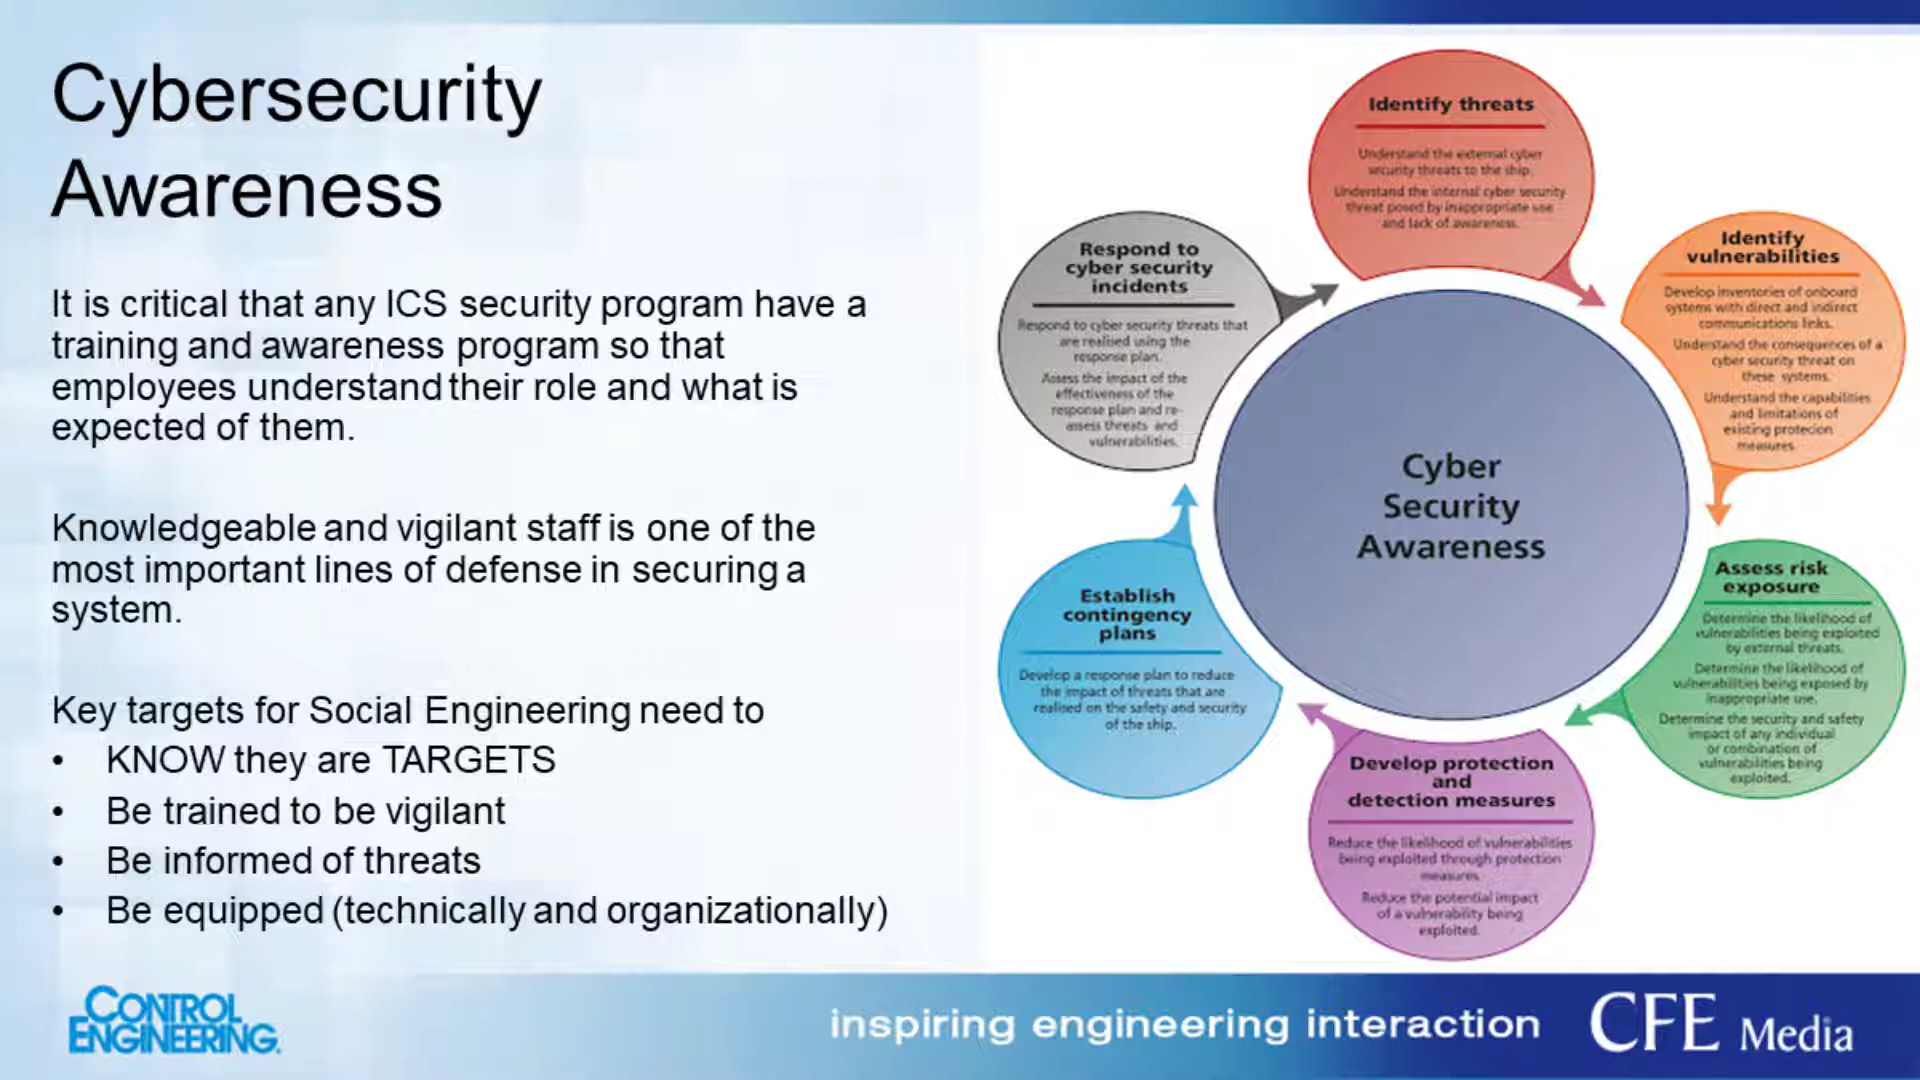 Cybersecurity
Awareness
It is critical that any ICS security program have a
training and awareness program so that
employees understand their role and what is
expected of them.
Knowledgeable and vigilant staff is one of the
most important lines of defense in securing a
system.
Key targets for Social Engineering need to
• KNOW they are TARGETS
• Be trained to be vigilant
• Be informed of threats
• Be equipped (technically and organizationally)
Cyber
Security
Awareness
Identify threats
Understand the external cyber
security threats to the ship.
Understand the internal cyber security
threat posed by inappropriate use
and lack of awareness.
Identify
vulnerabilities
Develop inventories of onboard
systems with direct and indirect
communications links.
Understand the consequences of a
cyber security threat on
these systems.
Understand the capabilities
and limitations of
existing protecion
measures.
Assess risk
exposure
Determine the likelihood of
vulnerabilities being exploited
by external threats.
Determine the likelihood of
vulnerabilities being exposed by
inappropriate use.
Determine the security and safety
impact of any individual
or combination of
vulnerabilities being
exploited.
Develop protection
and
detection measures
Reduce the likelihood of vulnerabilities
being exploited through protection
measures.
Reduce the potential impact
of a vulnerability being
exploited.
Establish
contingency
plans
Develop a response plan to reduce
the impact of threats that are
realised on the safety and security
of the ship.
Respond to
cyber security
incidents
Respond to cyber security threats that
are realised using the
response plan.
Assess the impact of the
effectiveness of the
response plan and re-
assess threats and
vulnerabilities.
CONTROL
ENGINEERING.
inspiring engineering interaction
CFE Media